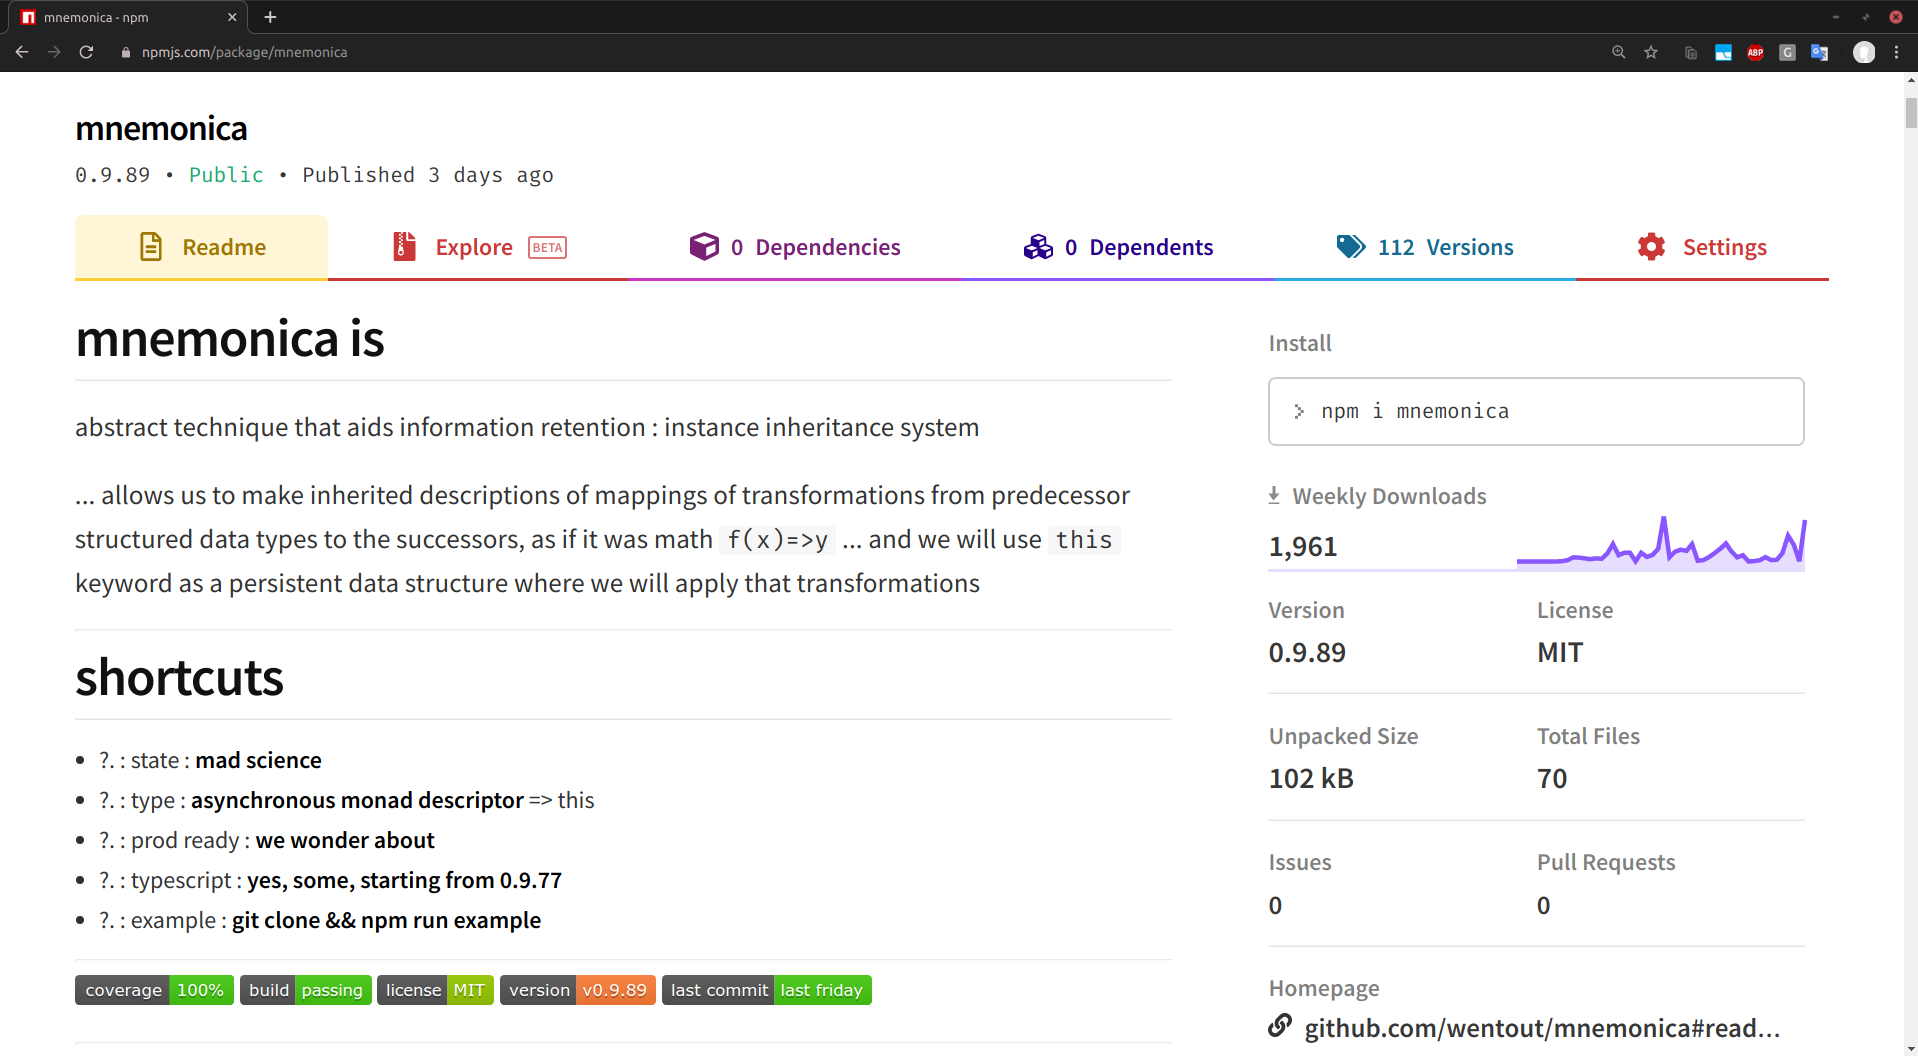 mnemonica - npm
npmjs.com/package/mnemonica
ABP
G
mnemonica
0.9.89 • Public • Published 3 days ago
Readme
Explore BETA
0 Dependencies
0 Dependents
112 Versions
Settings
mnemonica is
abstract technique that aids information retention : instance inheritance system
... allows us to make inherited descriptions of mappings of transformations from predecessor
structured data types to the successors, as if it was math f(x)=>y ... and we will use this
keyword as a persistent data structure where we will apply that transformations
shortcuts
• ?. : state : mad science
• ?. : type : asynchronous monad descriptor => this
• ?. : prod ready : we wonder about
• ?. : typescript : yes, some, starting from 0.9.77
• ?. : example : git clone && npm run example
coverage 100% build passing license MIT version v0.9.89 last commit last friday
Install
> npm i mnemonica
Weekly Downloads
1,961
Version
0.9.89
License
MIT
Unpacked Size
102 kB
Total Files
70
Issues
0
Pull Requests
0
Homepage
github.com/wentout/mnemonica#read...